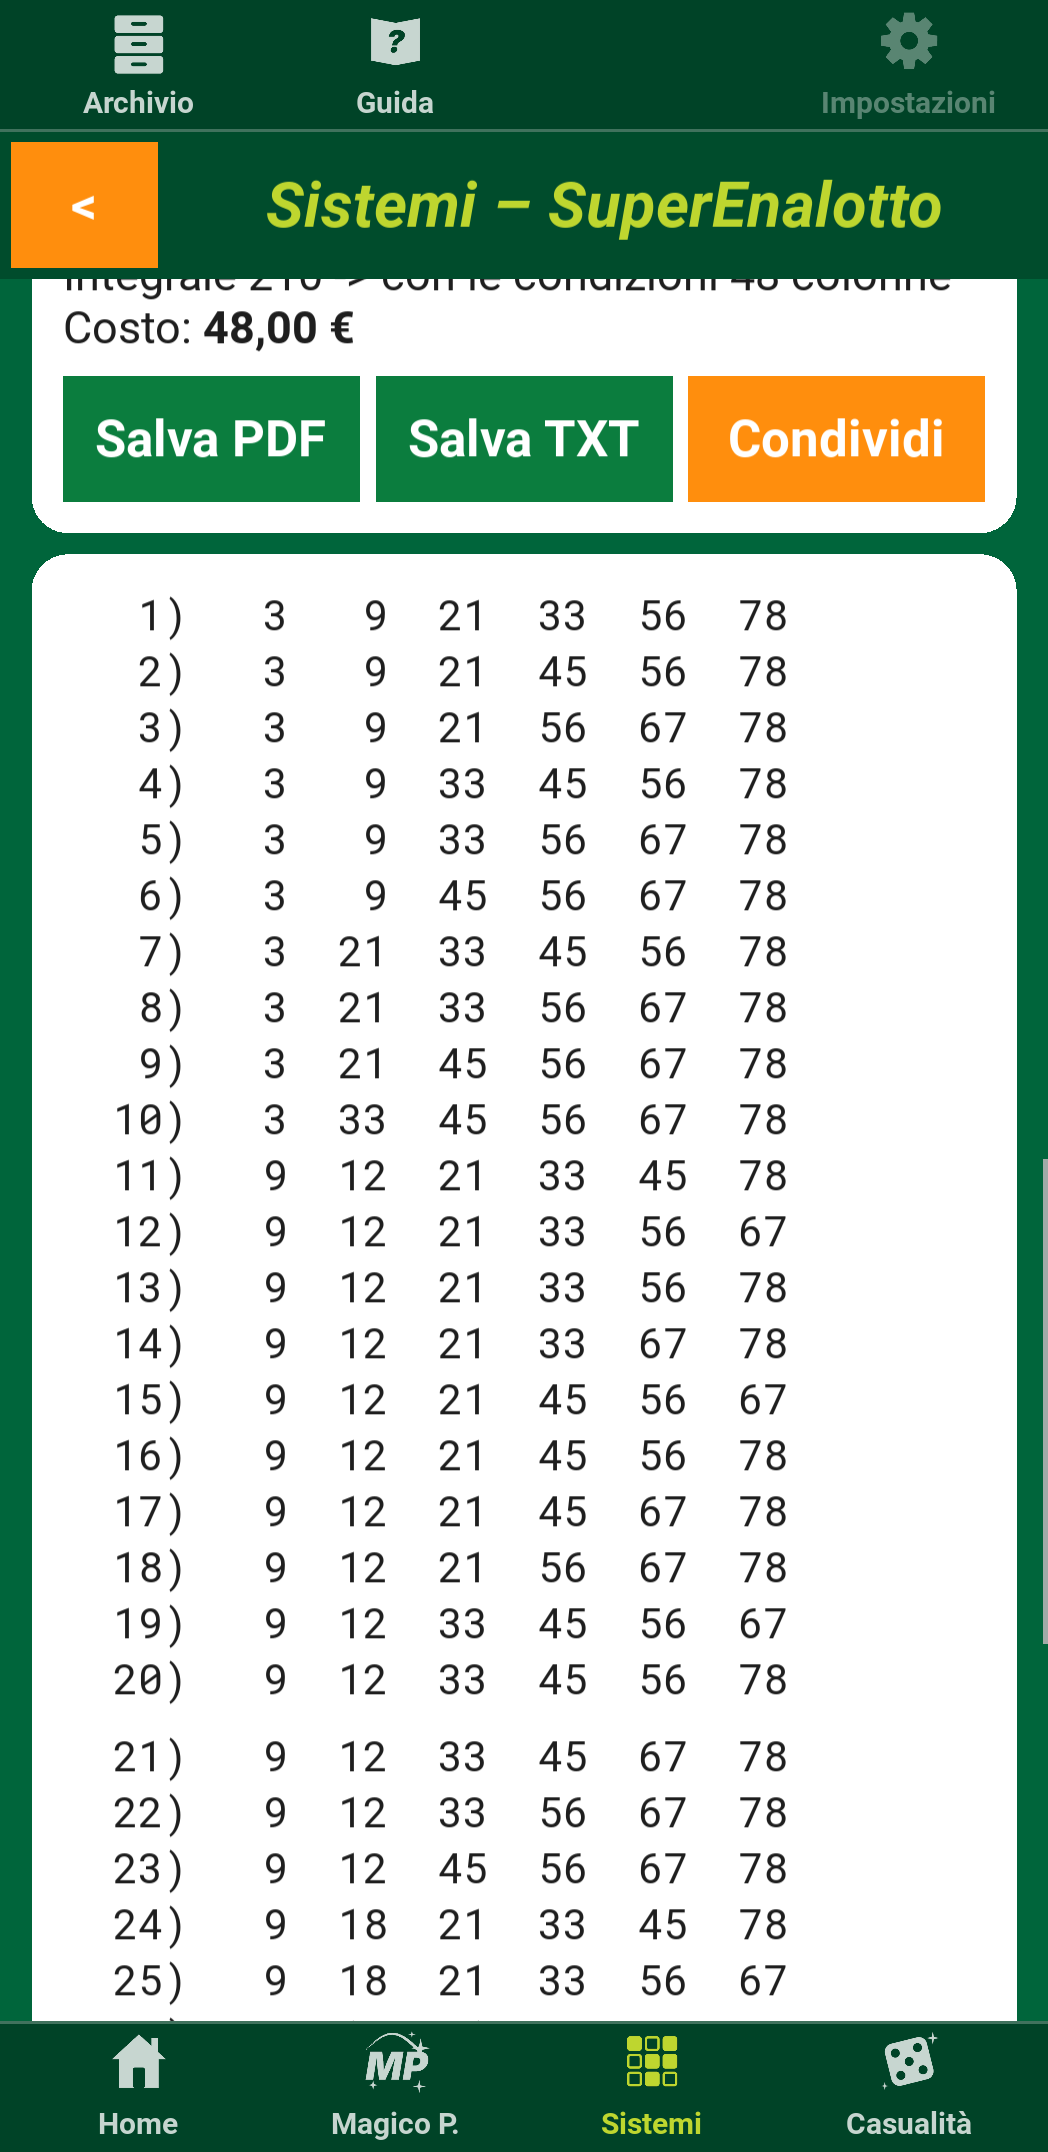 Archivio Guida Impostazioni
< Sistemi – SuperEnalotto
Integrale 210 -> con le condizioni 48 colonne
Costo: 48,00 €
Salva PDF Salva TXT Condividi
1) 3 9 21 33 56 78
2) 3 9 21 45 56 78
3) 3 9 21 56 67 78
4) 3 9 33 45 56 78
5) 3 9 33 56 67 78
6) 3 9 45 56 67 78
7) 3 21 33 45 56 78
8) 3 21 33 56 67 78
9) 3 21 45 56 67 78
10) 3 33 45 56 67 78
11) 9 12 21 33 45 78
12) 9 12 21 33 56 67
13) 9 12 21 33 56 78
14) 9 12 21 33 67 78
15) 9 12 21 45 56 67
16) 9 12 21 45 56 78
17) 9 12 21 45 67 78
18) 9 12 21 56 67 78
19) 9 12 33 45 56 67
20) 9 12 33 45 56 78
21) 9 12 33 45 67 78
22) 9 12 33 56 67 78
23) 9 12 45 56 67 78
24) 9 18 21 33 45 78
25) 9 18 21 33 56 67
MP
Home Magico P. Sistemi Casualità